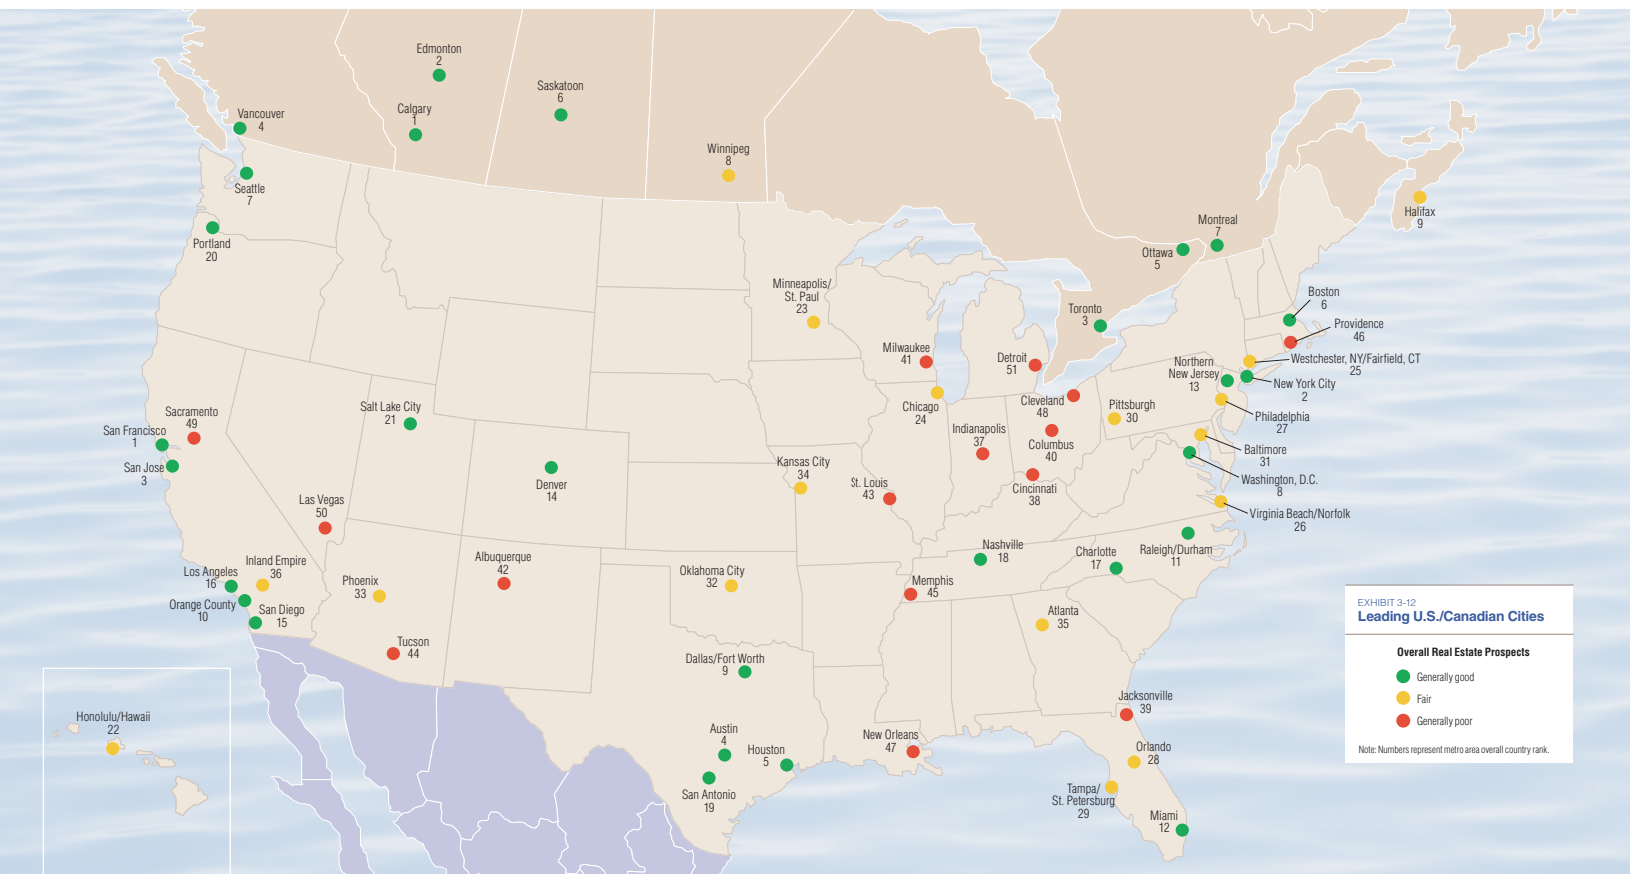 Edmonton
2
Saskatoon
6
Calgary
1
Vancouver
4
Winnipeg
8
Seattle
7
Halifax
9
Montreal
7
Portland
20
Ottawa
5
Minneapolis/
St. Paul
23
Boston
6
Toronto
3
Providence
46
Milwaukee
41
Detroit
51
Westchester, NY/Fairfield, CT
25
Northern
New Jersey
13
New York City
2
Cleveland
48
Chicago
24
Pittsburgh
30
Salt Lake City
21
Sacramento
49
Philadelphia
27
San Francisco
1
Indianapolis
37
Columbus
40
Baltimore
31
San Jose
3
Kansas City
34
Denver
14
St. Louis
43
Cincinnati
38
Washington, D.C.
8
Las Vegas
50
Virginia Beach/Norfolk
26
Nashville
18
Charlotte
17
Raleigh/Durham
11
Albuquerque
42
Inland Empire
36
Los Angeles
16
Phoenix
33
Oklahoma City
32
Memphis
45
Orange County
10
San Diego
15
Atlanta
35
Tucson
44
Dallas/Fort Worth
9
Jacksonville
39
Honolulu/Hawaii
22
Austin
4
Houston
5
New Orleans
47
Orlando
28
San Antonio
19
Tampa/
St. Petersburg
29
Miami
12
EXHIBIT 3-12
Leading U.S./Canadian Cities
Overall Real Estate Prospects
Generally good
Fair
Generally poor
Note: Numbers represent metro area overall country rank.